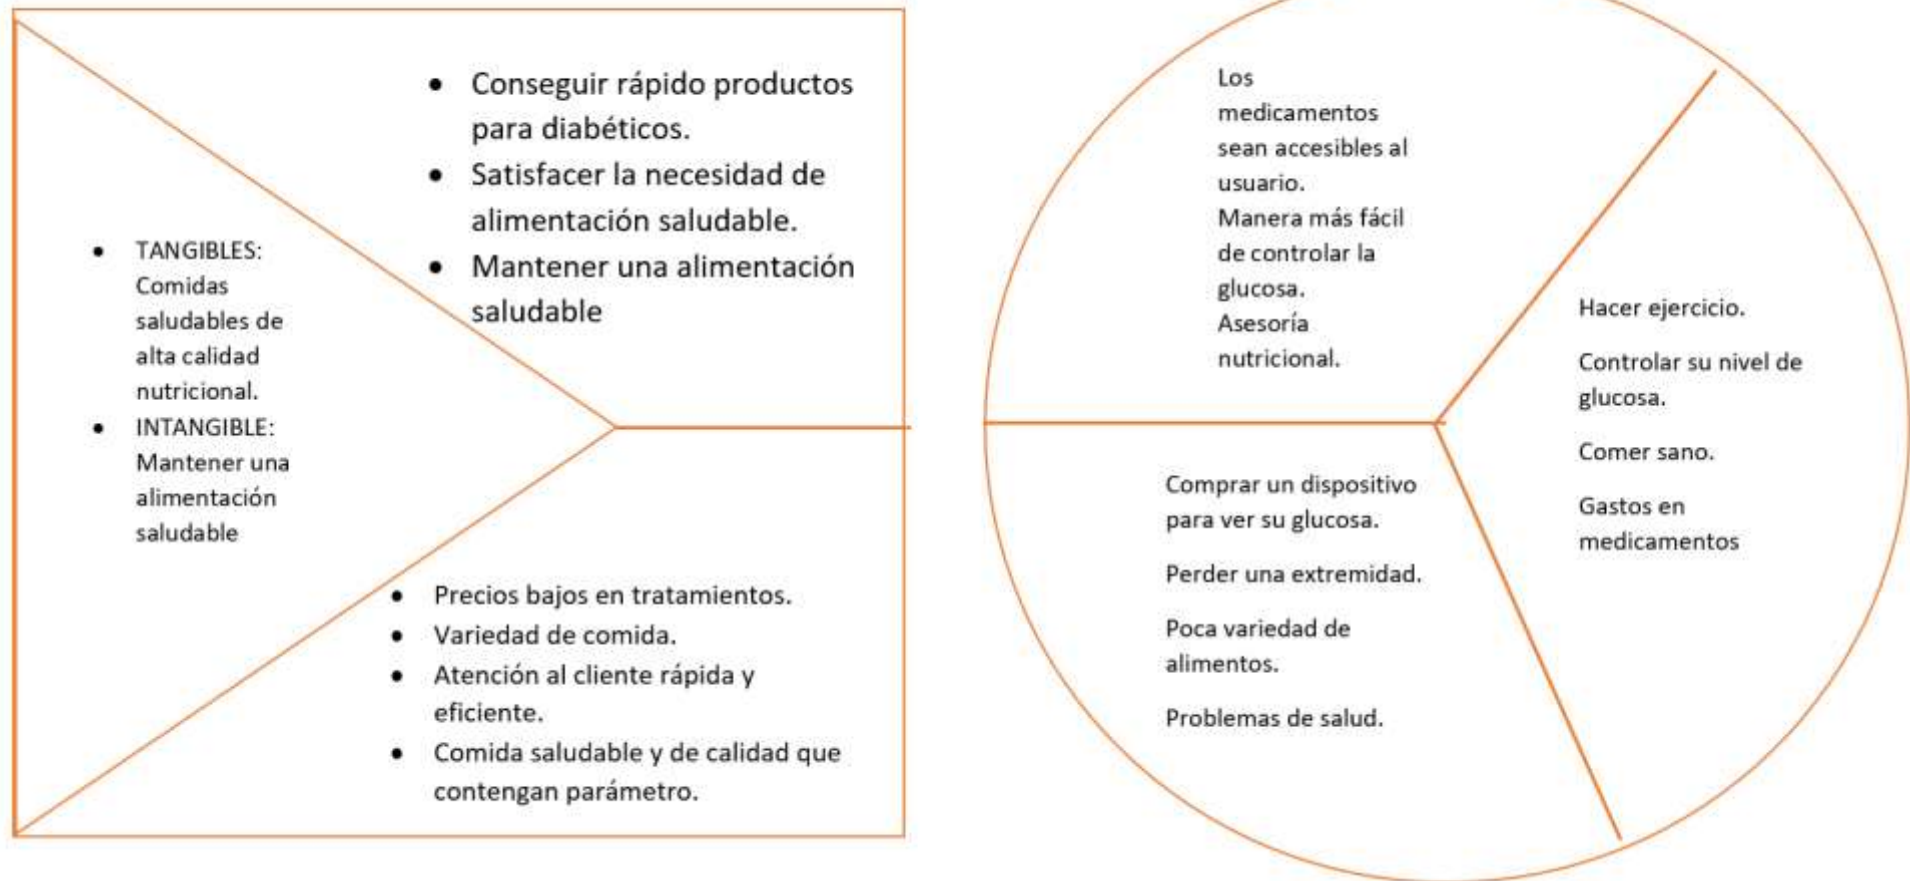 • Conseguir rápido productos
para diabéticos.
• Satisfacer la necesidad de
alimentación saludable.
• Mantener una alimentación
saludable
• TANGIBLES:
Comidas
saludables de
alta calidad
nutricional.
• INTANGIBLE:
Mantener una
alimentación
saludable
• Precios bajos en tratamientos.
• Variedad de comida.
• Atención al cliente rápida y
eficiente.
• Comida saludable y de calidad que
contengan parámetro.
Los
medicamentos
sean accesibles al
usuario.
Manera más fácil
de controlar la
glucosa.
Asesoría
nutricional.
Hacer ejercicio.
Controlar su nivel de
glucosa.
Comer sano.
Gastos en
medicamentos
Comprar un dispositivo
para ver su glucosa.
Perder una extremidad.
Poca variedad de
alimentos.
Problemas de salud.